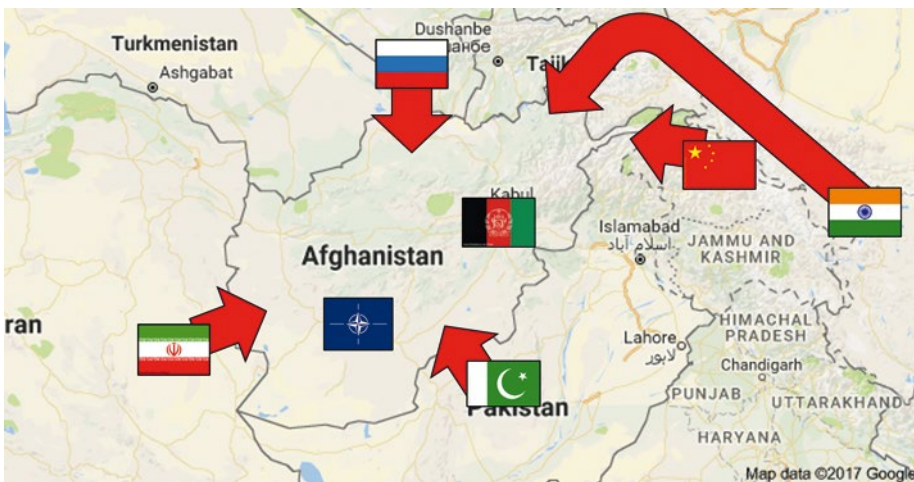 Dushanbe
Turkmenistan
Ashgabat
Kabul
Islamabad
اسلام آباد
Afghanistan
JAMMU AND
KASHMIR
HIMACHAL
PRADESH
Lahore
لاہور
Chandigarh
PUNJAB
UTTARAKHAND
Pakistan
HARYANA
Map data ©2017 Google